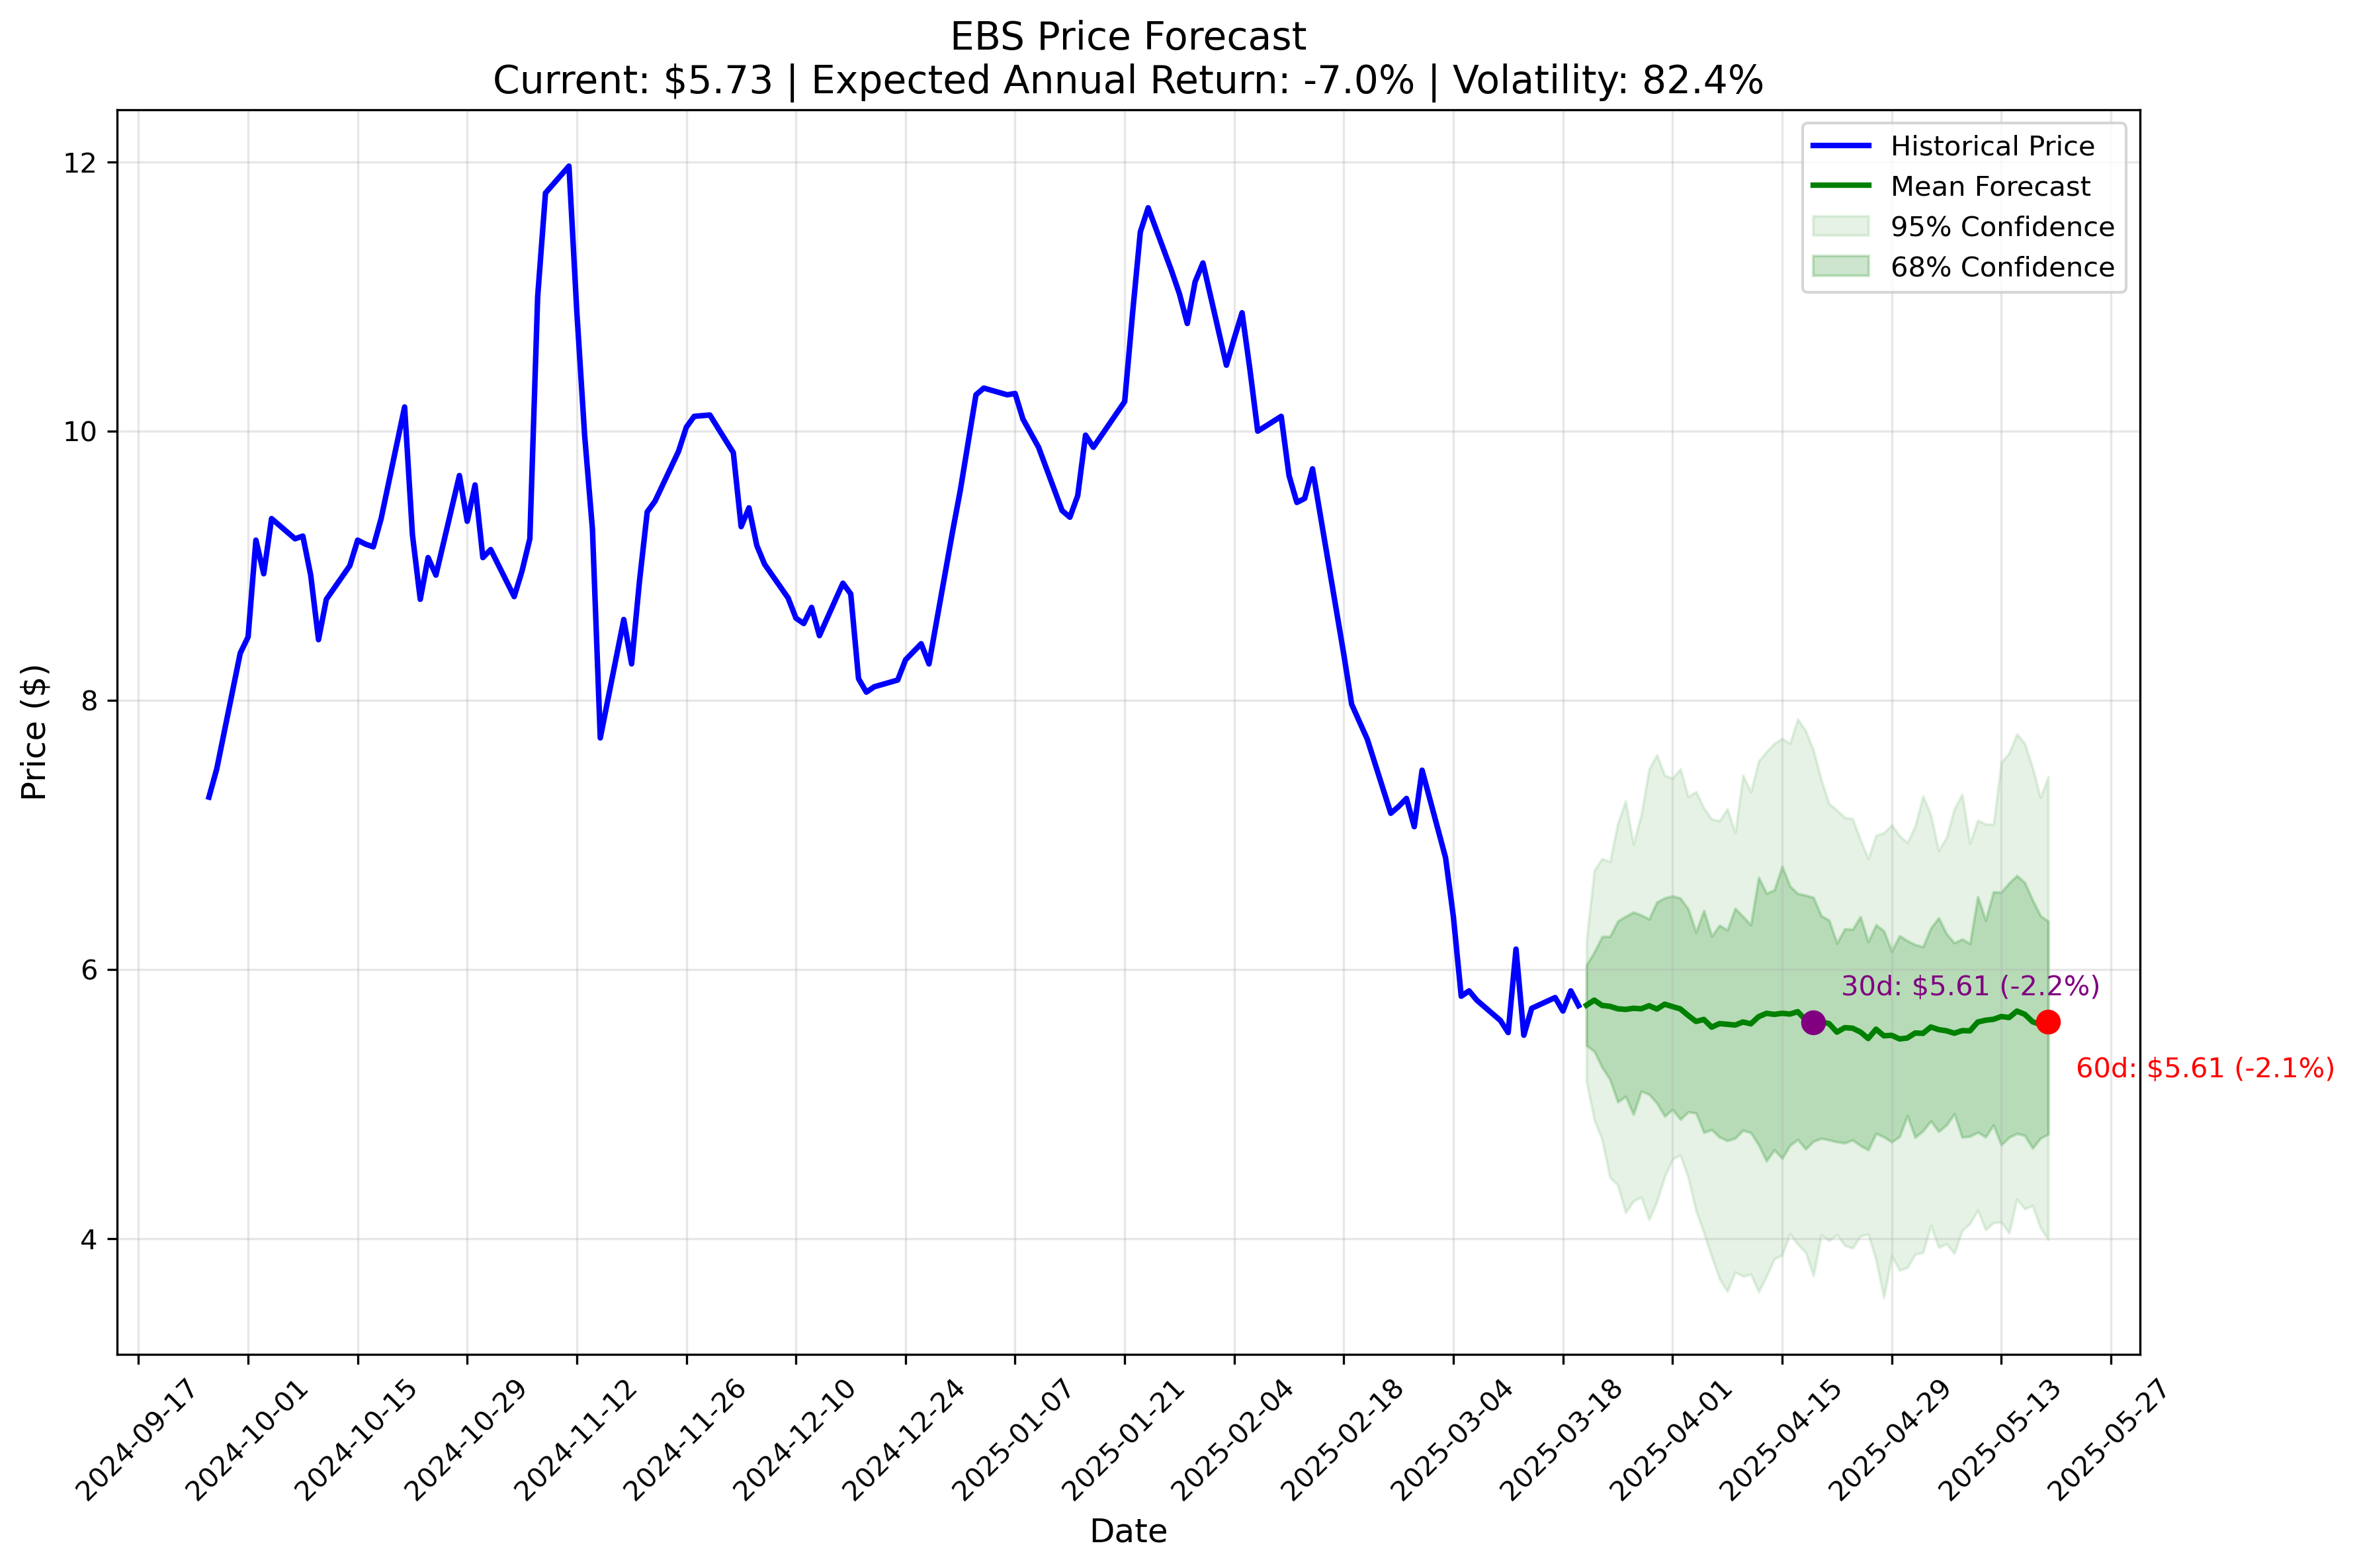 EBS Price Forecast
Current: $5.73 | Expected Annual Return: -7.0% | Volatility: 82.4%
Historical Price
Mean Forecast
95% Confidence
68% Confidence
Price ($)
12
10
8
6
4
30d: $5.61 (-2.2%)
60d: $5.61 (-2.1%)
2024-09-17
2024-10-01
2024-10-15
2024-10-29
2024-11-12
2024-11-26
2024-12-10
2024-12-24
2025-01-07
2025-01-21
2025-02-04
2025-02-18
2025-03-04
2025-03-18
2025-04-01
2025-04-15
2025-04-29
2025-05-13
2025-05-27
Date